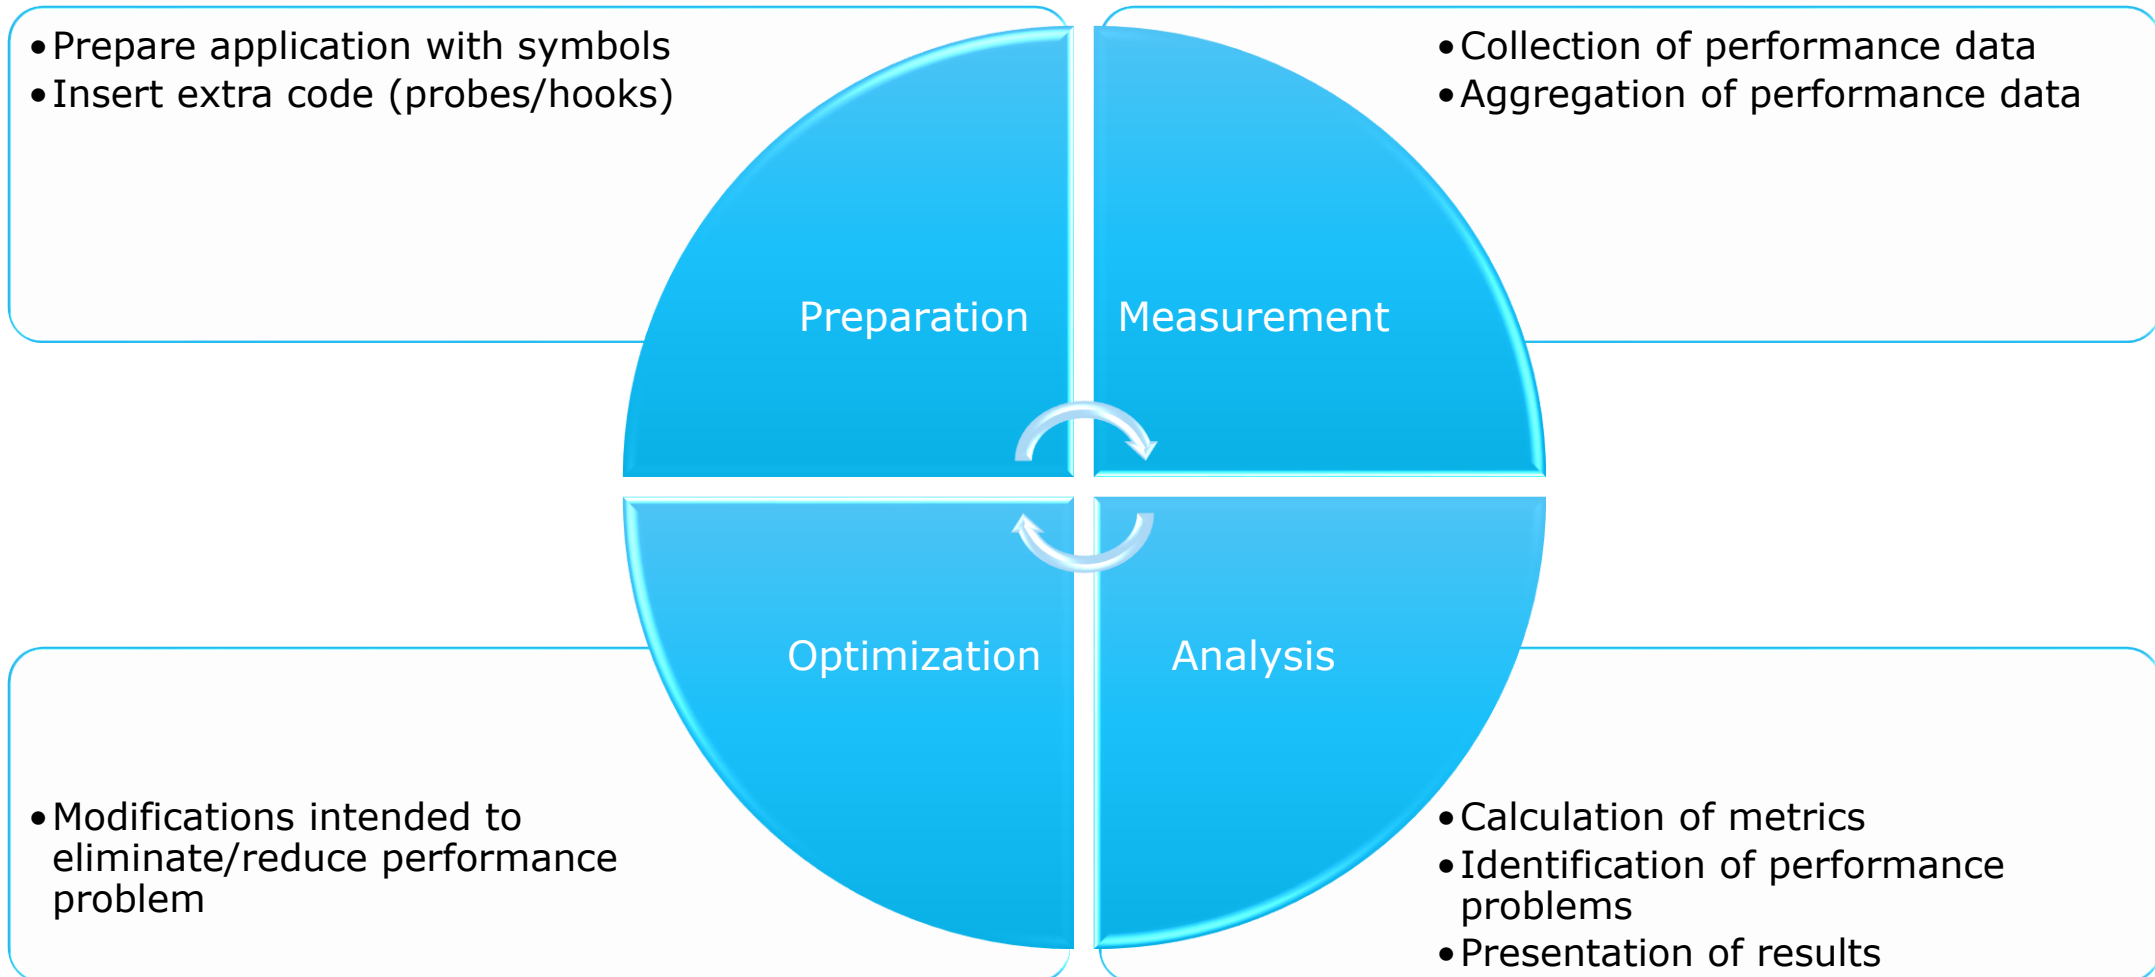 •Prepare application with symbols
•Insert extra code (probes/hooks)
•Collection of performance data
•Aggregation of performance data
Preparation
Measurement
Optimization
Analysis
•Modifications intended to
eliminate/reduce performance
problem
•Calculation of metrics
•Identification of performance
problems
•Presentation of results